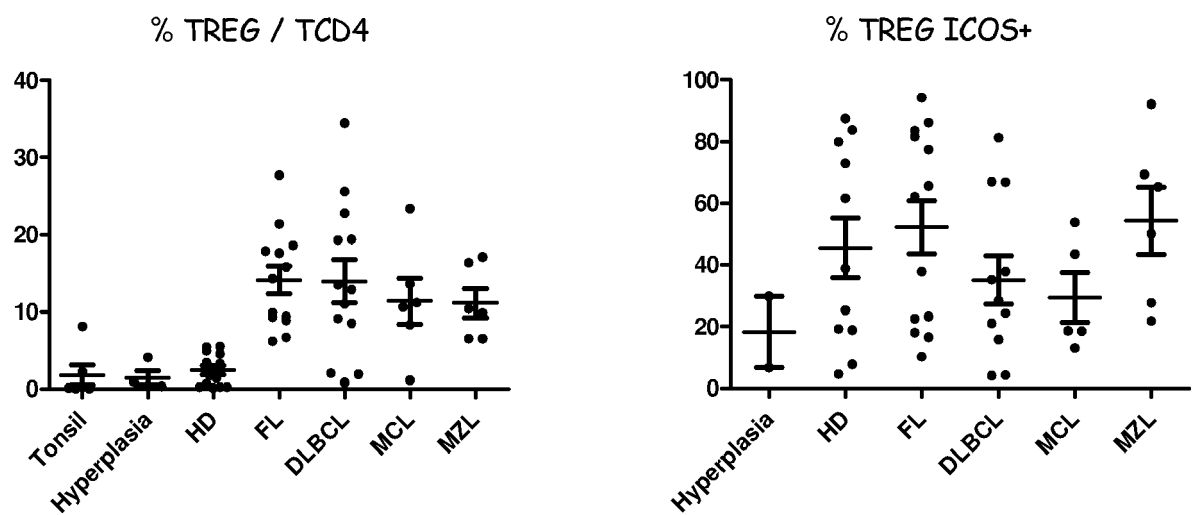 % TREG / TCD4
40
30
20
10
0
Tonsil
Hyperplasia
HD
FL
DLBCL
MCL
MZL
% TREG ICOS+
100
80
60
40
20
0
Hyperplasia
HD
FL
DLBCL
MCL
MZL